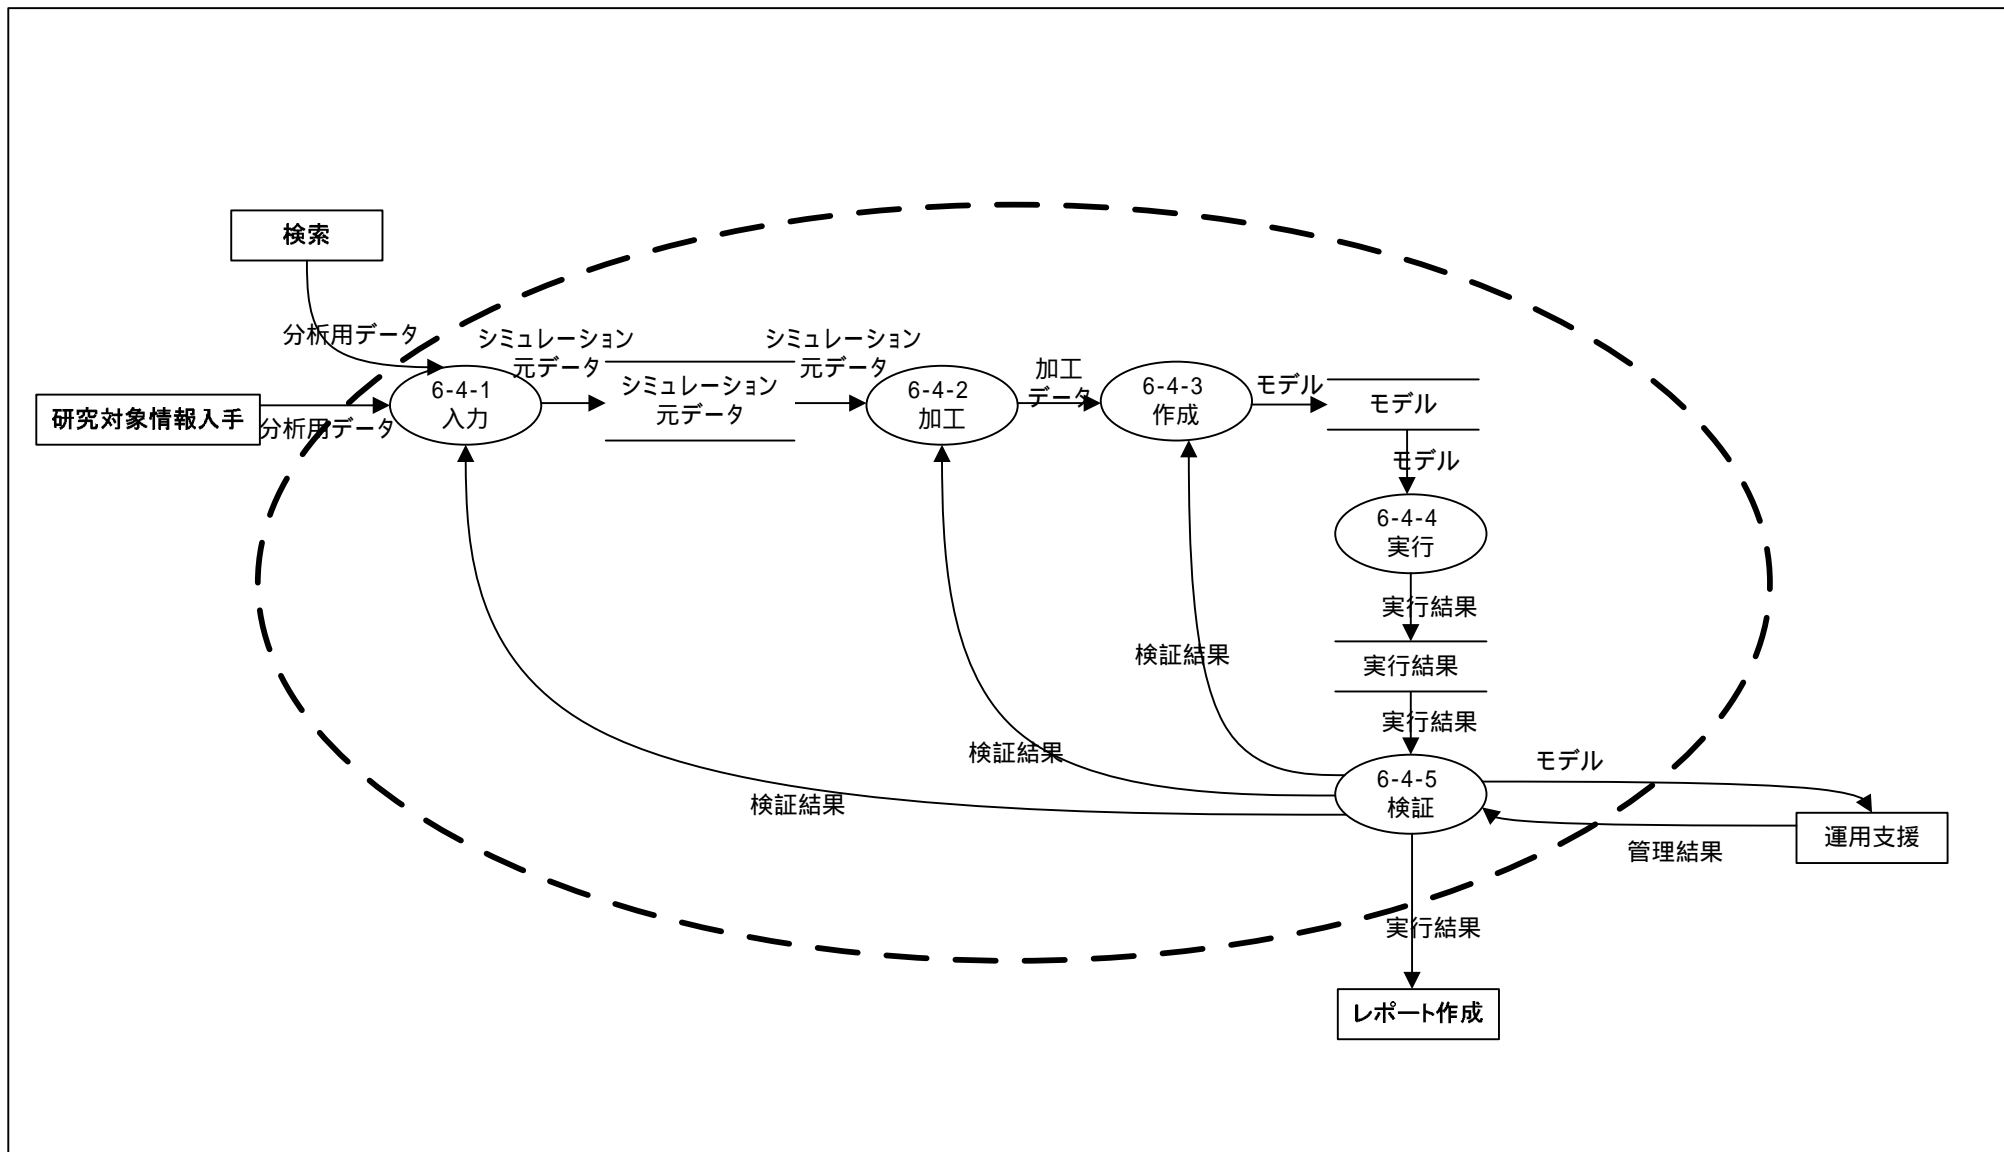 検索
分析用データ
研究対象情報入手
分析用データ
6-4-1
入力
シミュレーション
元データ
シミュレーション
元データ
シミュレーション
元データ
6-4-2
加工
加工
データ
6-4-3
作成
モデル
モデル
モデル
6-4-4
実行
実行結果
実行結果
実行結果
検証結果
検証結果
検証結果
6-4-5
検証
モデル
管理結果
運用支援
実行結果
レポート作成